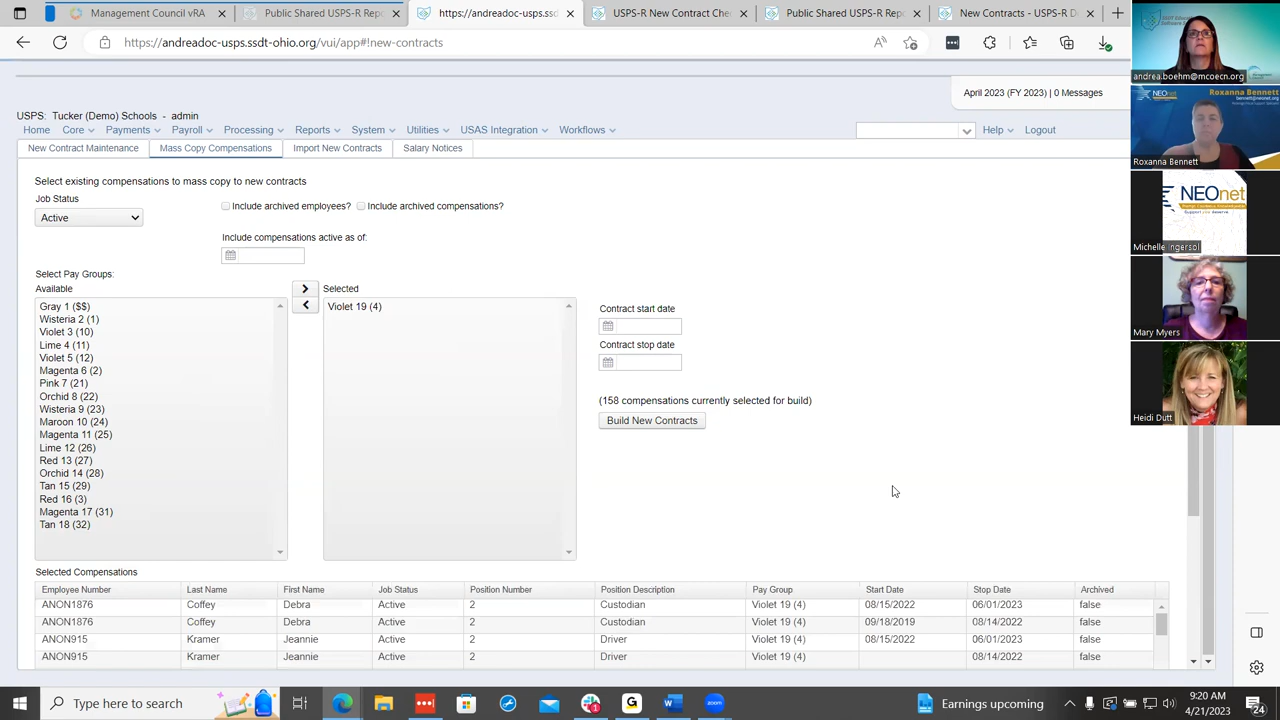 Management Council vRA
Public Shared USPS-R Repo
https://andreadoc-usps.ssdt
USPS-R New Contract Che
Public Shared USPS-R Rep
New Contracts - USPS-R D
https://andreadoc-usps.ssdt-ohio.org/vui/app#!new-contracts
April 2023 (FY 2023) | 0 Messages
USPS: Tucker (Demo) Schools - admin
Home Core Payments Payroll Processing Reports System Utilities USAS Integration Workflows Help Logout
New Contract Maintenance Mass Copy Compensations Import New Contracts Salary Notices
Select existing compensations to mass copy to new contracts
Job Status
Include archived employees? Include archived compensations?
Active
Include compensations active as of:
Select Pay Groups:
Available Selected
Gray 1 ($$)
Wisteria 2 (1)
Violet 3 (10)
Lime 4 (11)
Violet 5 (12)
Magenta 6 (2)
Pink 7 (21)
Orchid 8 (22)
Wisteria 9 (23)
Maroon 10 (24)
Magenta 11 (25)
Lime 12 (26)
Red 13 (27)
Orchid 14 (28)
Tan 15 (29)
Red 16 (3)
Magenta 17 (31)
Tan 18 (32)
Violet 19 (4)
Contract start date
Contract stop date
(158 compensations currently selected for build)
Build New Contracts
Selected Compensations
Employee Number Last Name First Name Job Status Position Number Position Description Pay Group Start Date Stop Date Archived
ANON1876 Coffey Debra Active 2 Custodian Violet 19 (4) 08/15/2022 06/01/2023 false
ANON1876 Coffey Debra Active 2 Custodian Violet 19 (4) 09/18/2019 08/14/2022 false
ANON915 Kramer Jeannie Active 2 Driver Violet 19 (4) 08/15/2022 06/01/2023 false
ANON915 Kramer Jeannie Active 2 Driver Violet 19 (4) 08/14/2022 false
andrea.boehm@mcoecn.org
NEOnet
Roxanna Bennett
bennett@neonet.org
Roxanna Bennett
NEOnet
Michelle Ingersol
Mary Myers
Heidi Dutt
Type here to search
Earnings upcoming
9:20 AM
4/21/2023
24